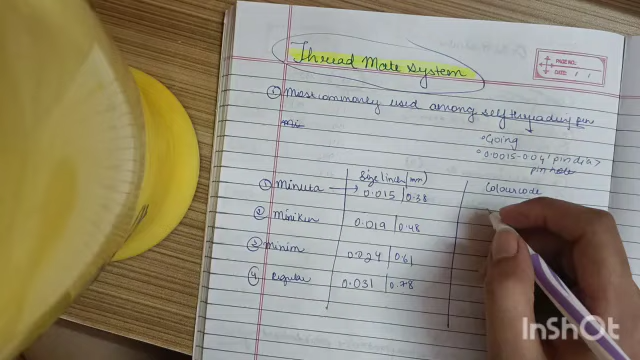 Thread Mate System
PAGE NO.:
DATE: / /
① Most commonly used among self threading pins
• Going
• 0.0015-0.04" pin dia >
pin hole
Size (inch/mm)
Colour code
① Minuta → 0.015 | 0.38
② Minikin 0.019 | 0.48
③ Minim 0.024 | 0.61
④ Regular 0.031 | 0.78
InShOt